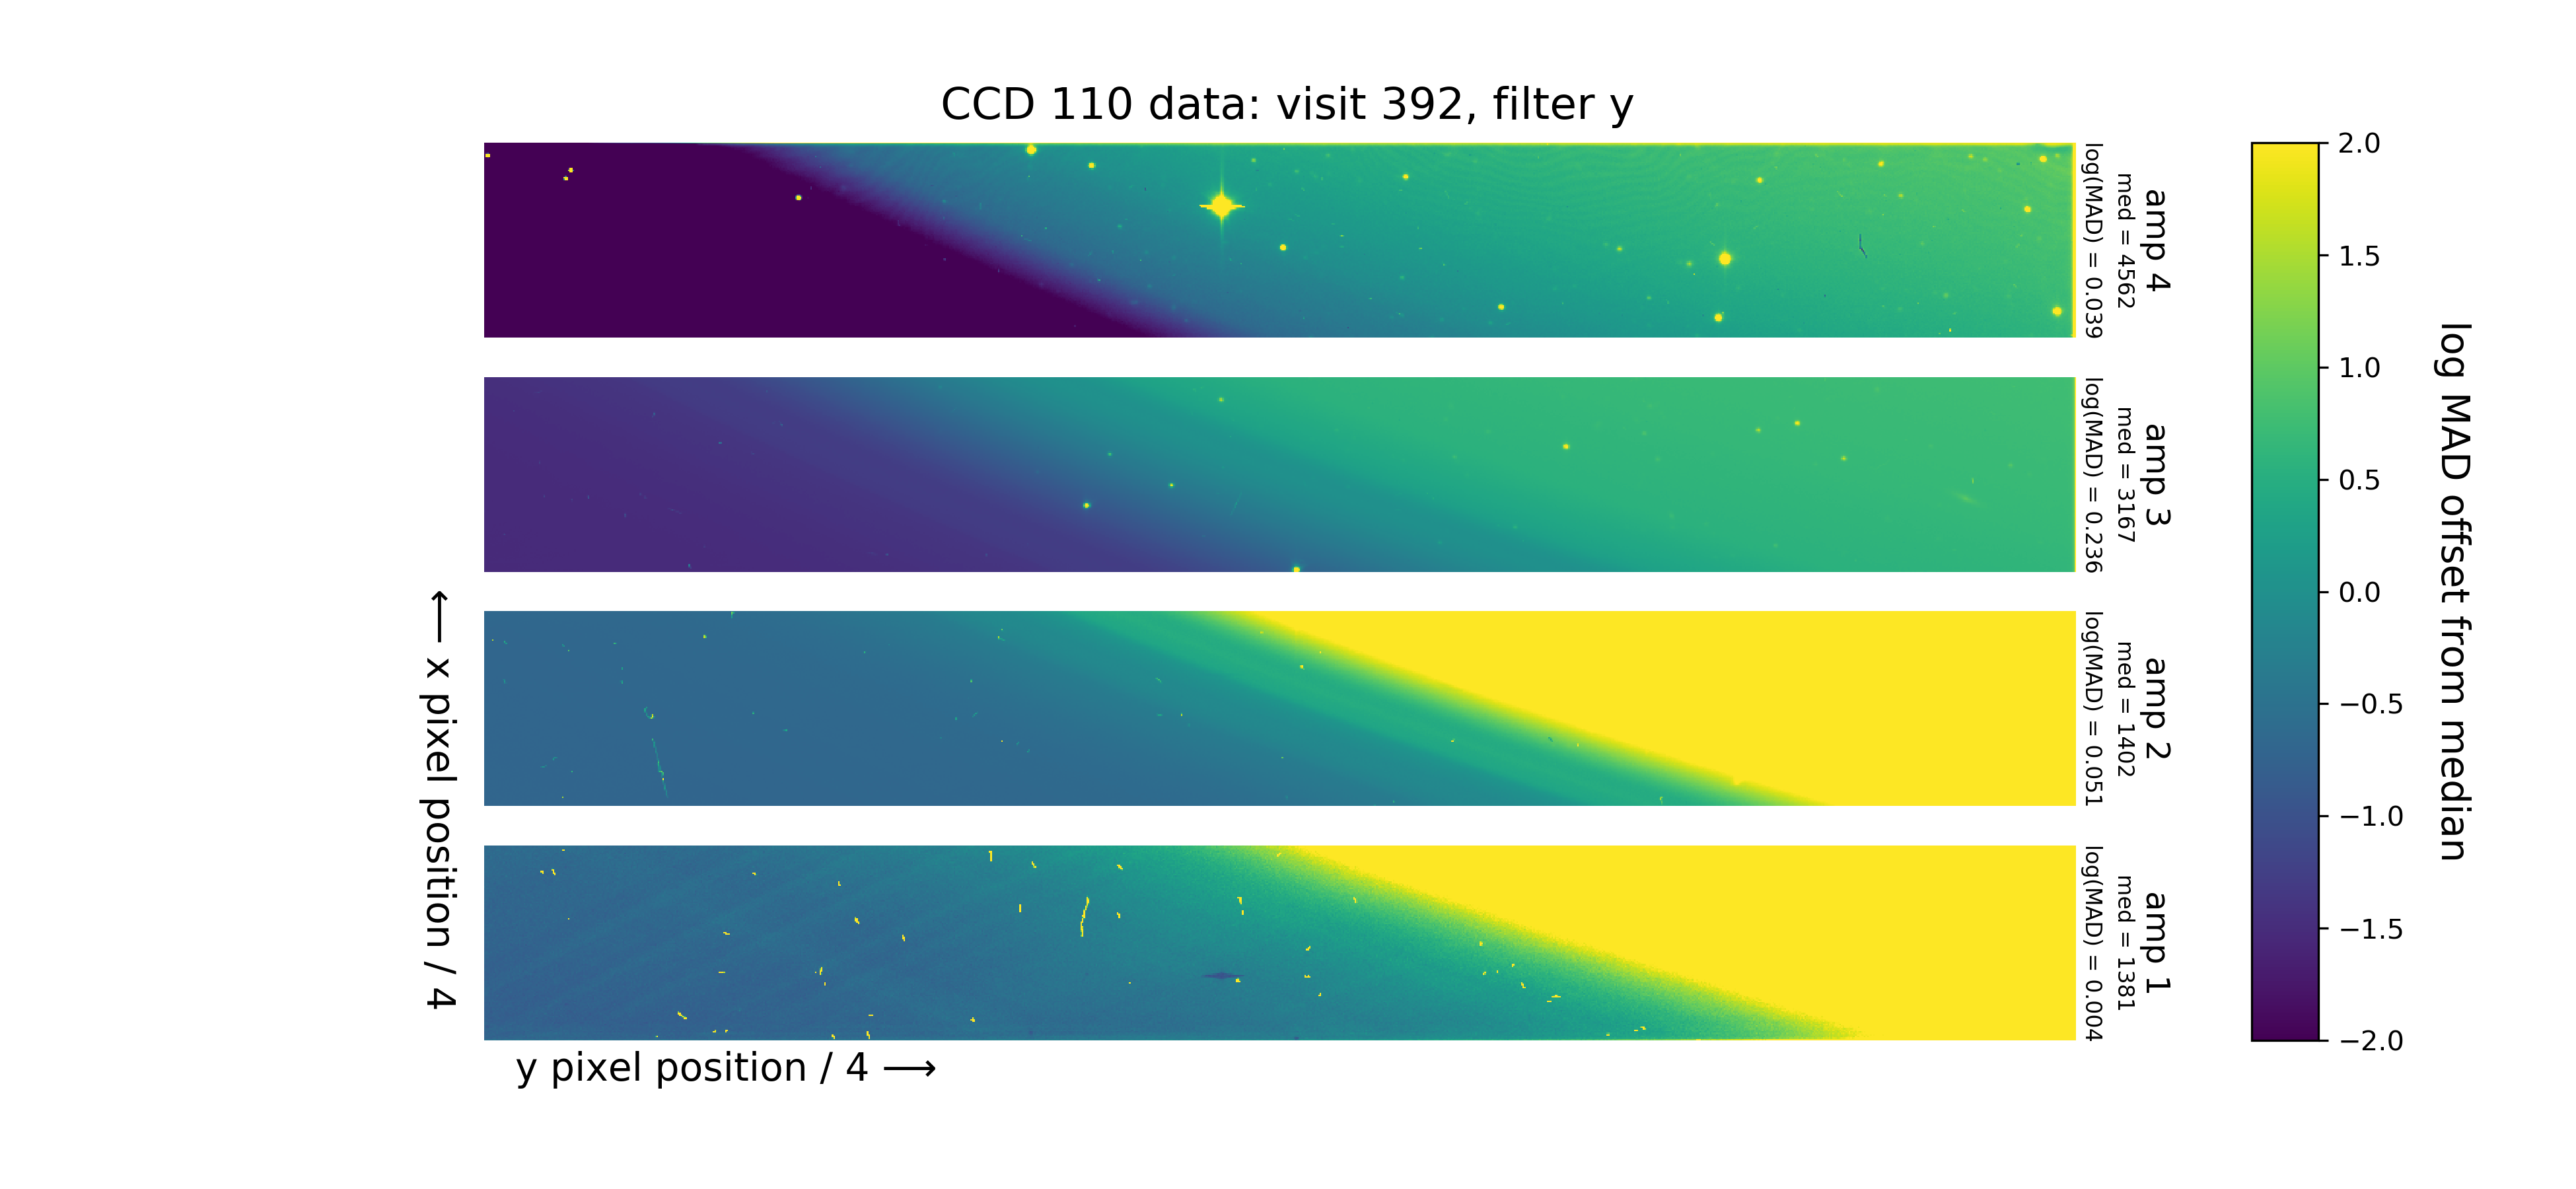 CCD 110 data: visit 392, filter y
amp 4
med = 4562
log(MAD) = 0.039
amp 3
med = 3167
log(MAD) = 0.236
amp 2
med = 1402
log(MAD) = 0.051
amp 1
med = 1381
log(MAD) = 0.004
⟵ x pixel position / 4
y pixel position / 4 ⟶
2.0
1.5
1.0
0.5
0.0
−0.5
−1.0
−1.5
−2.0
log MAD offset from median